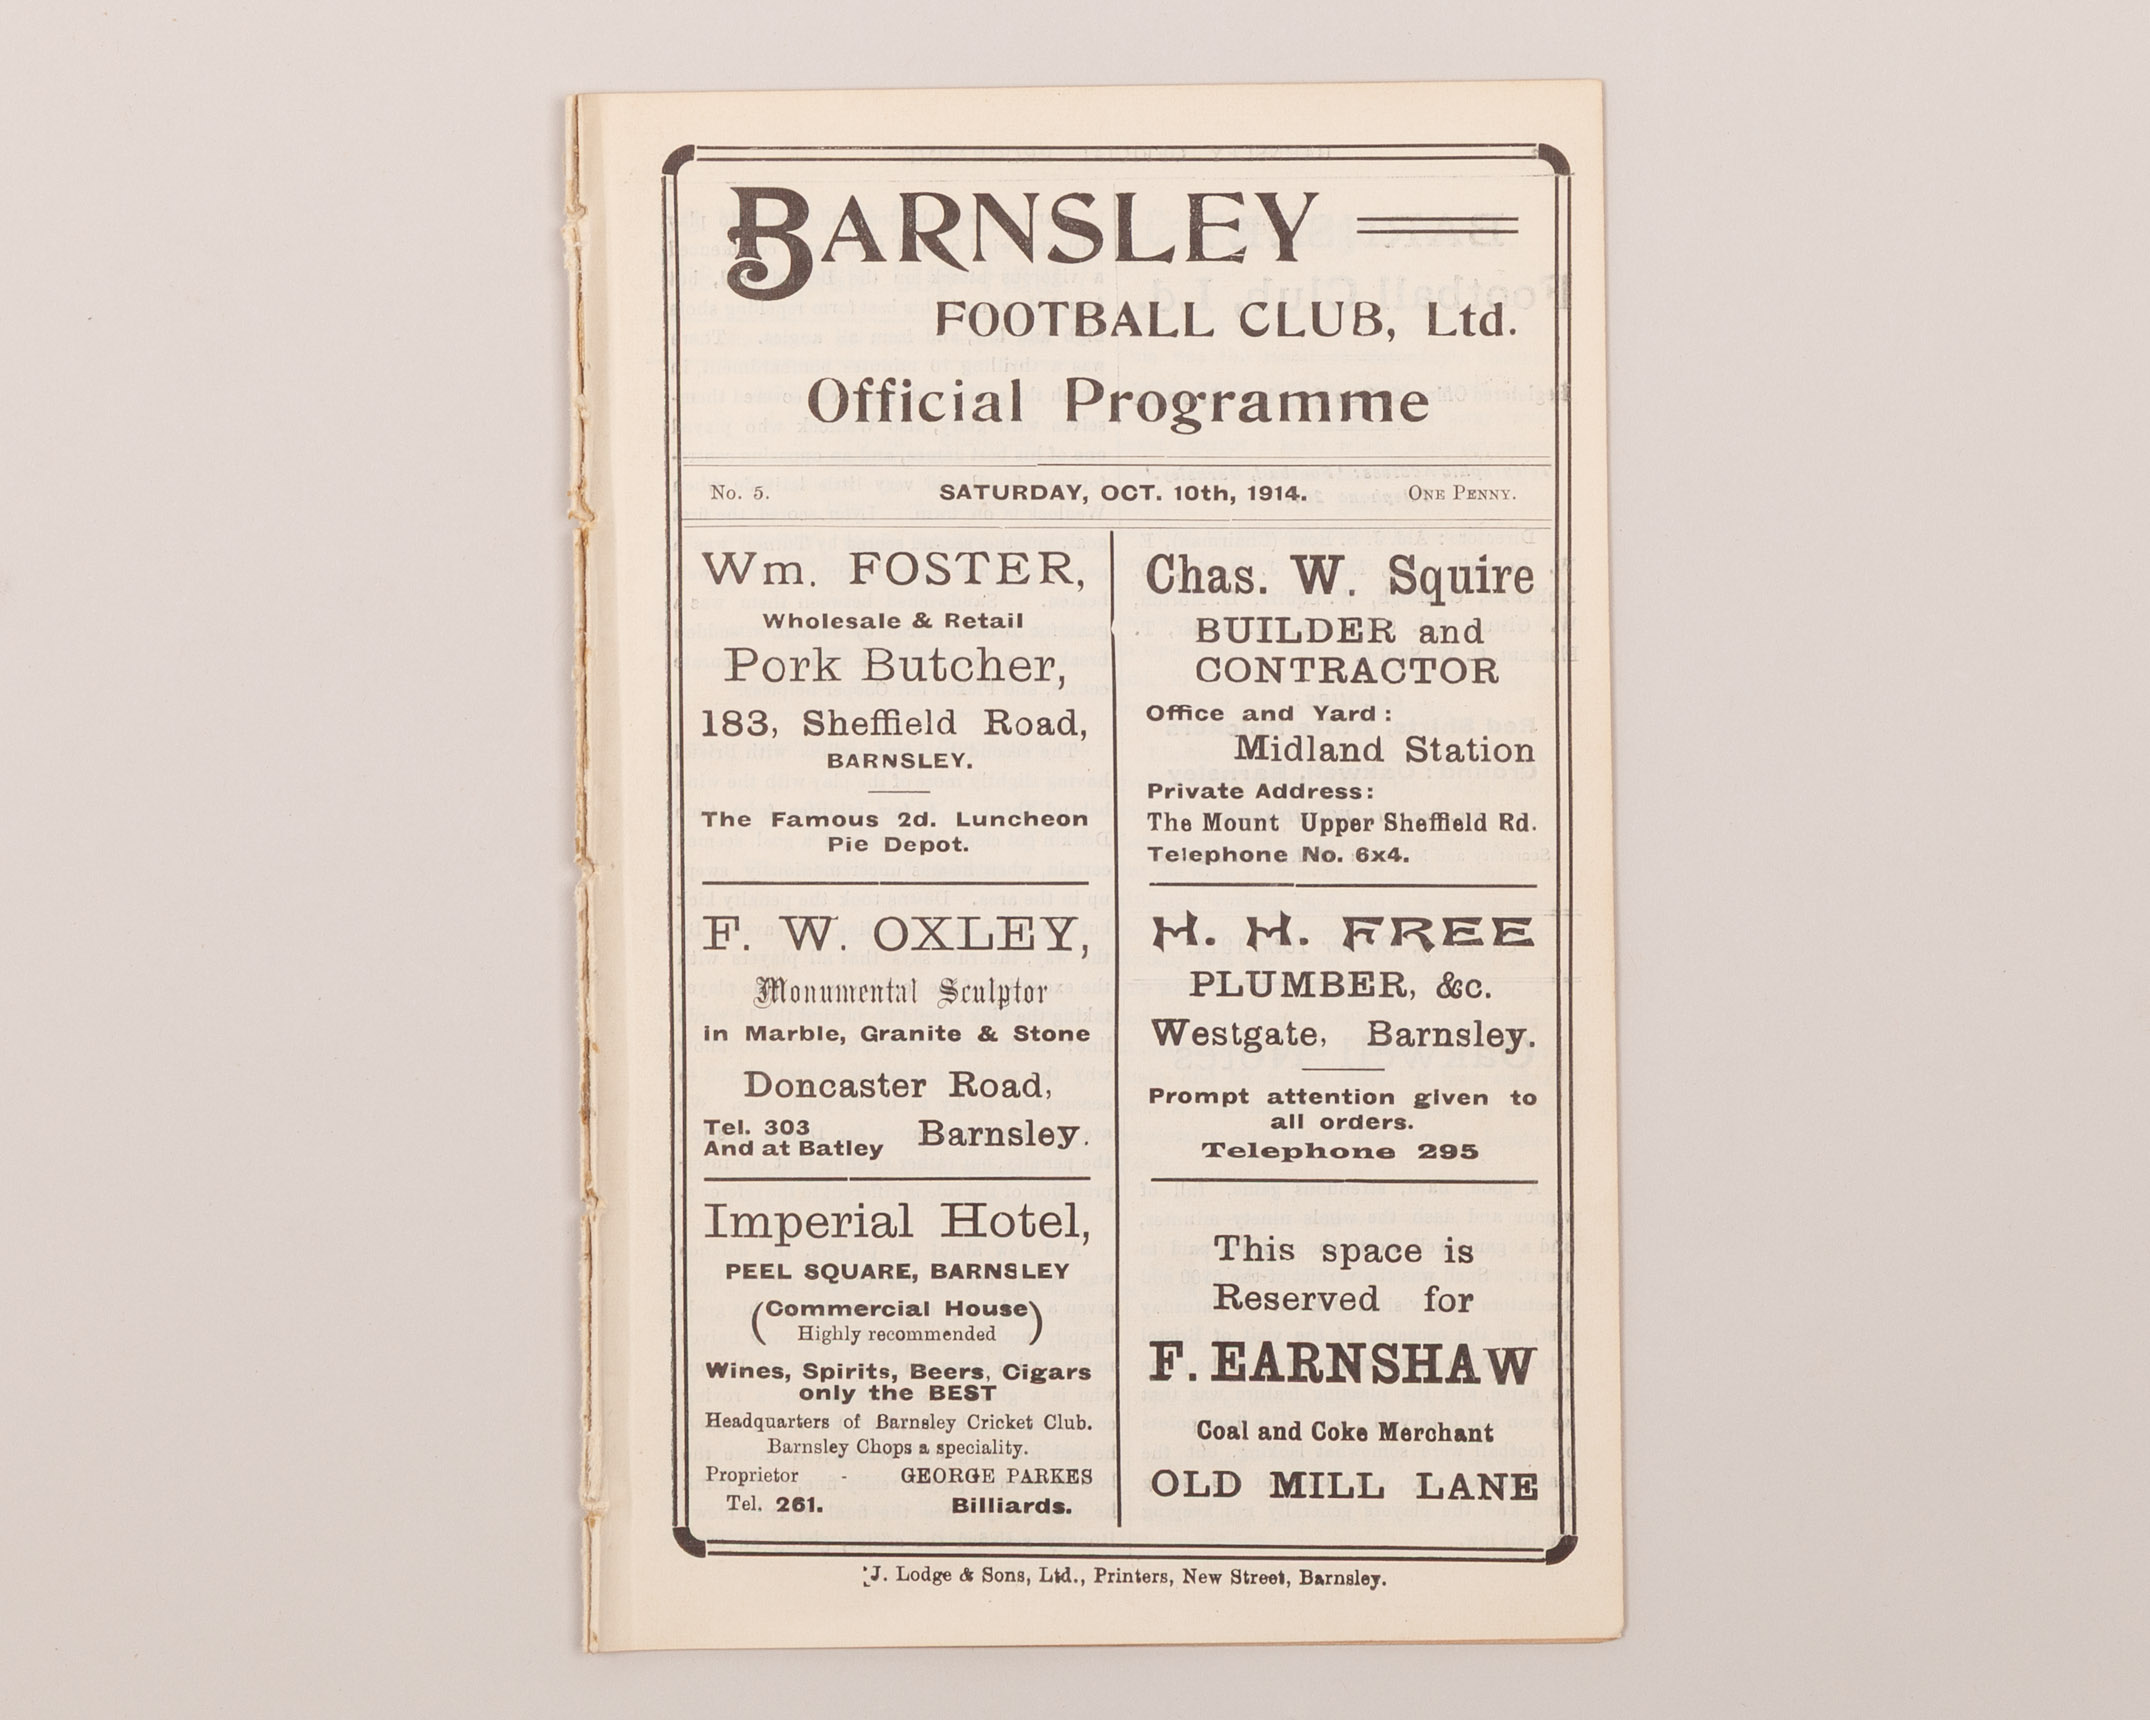 BARNSLEY
FOOTBALL CLUB, Ltd.
Official Programme
No. 5. SATURDAY, OCT. 10th, 1914. ONE PENNY.
Wm. FOSTER,
Wholesale & Retail
Pork Butcher,
183, Sheffield Road,
BARNSLEY.
The Famous 2d. Luncheon
Pie Depot.
F. W. OXLEY,
Monumental Sculptor
in Marble, Granite & Stone
Doncaster Road,
Tel. 303
And at Batley Barnsley.
Imperial Hotel,
PEEL SQUARE, BARNSLEY
(Commercial House
Highly recommended)
Wines, Spirits, Beers, Cigars
only the BEST
Headquarters of Barnsley Cricket Club.
Barnsley Chops a speciality.
Proprietor - GEORGE PARKES
Tel. 261. Billiards.
Chas. W. Squire
BUILDER and
CONTRACTOR
Office and Yard:
Midland Station
Private Address:
The Mount Upper Sheffield Rd.
Telephone No. 6x4.
H. H. FREE
PLUMBER, &c.
Westgate, Barnsley.
Prompt attention given to
all orders.
Telephone 295
This space is
Reserved for
F. EARNSHAW
Coal and Coke Merchant
OLD MILL LANE
J. Lodge & Sons, Ltd., Printers, New Street, Barnsley.